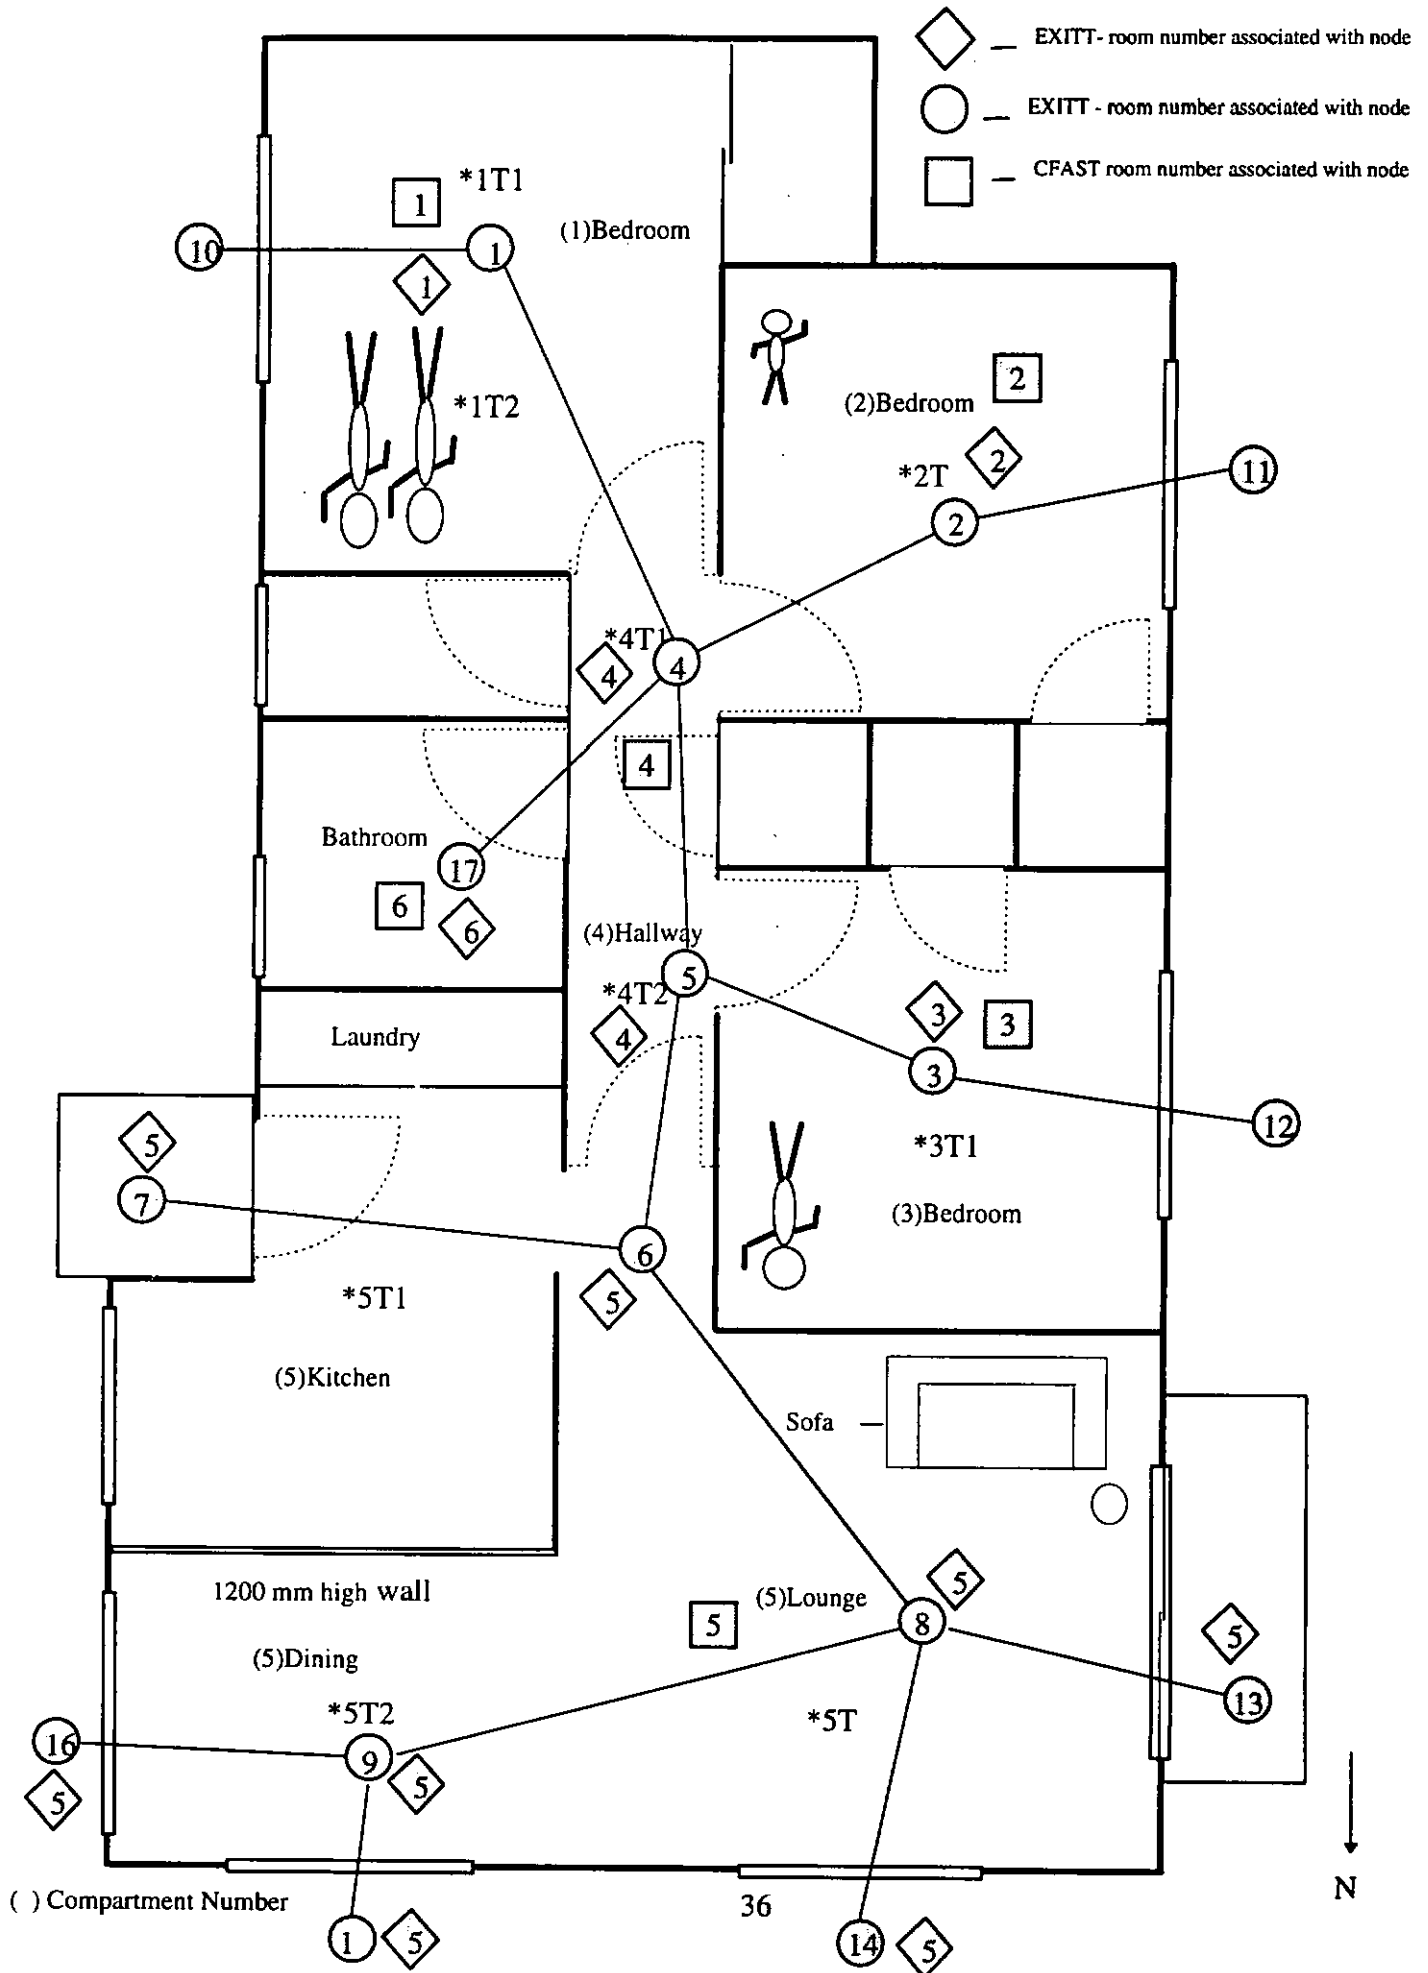 EXITT- room number associated with node
EXITT - room number associated with node
CFAST room number associated with node
*1T1
1
(1)Bedroom
10
1
1
2
(2)Bedroom
*1T2
2
*2T
11
2
*4T1
4
4
4
Bathroom
17
6
6
(4)Hallway
5
*4T2
3
3
4
Laundry
3
12
5
*3T1
7
(3)Bedroom
6
5
*5T1
(5)Kitchen
Sofa
1200 mm high wall
5
(5)Lounge
5
8
5
(5)Dining
13
*5T2
*5T
16
9
5
5
N
( ) Compartment Number
36
1
5
14
5